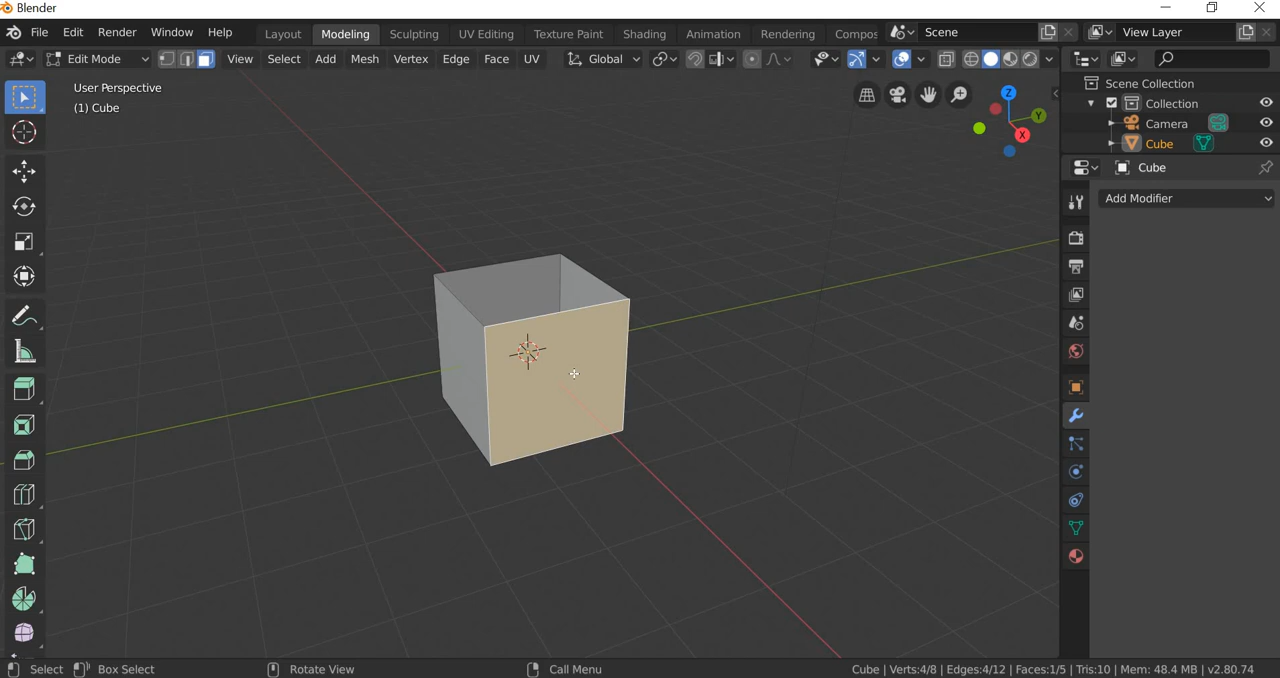 Blender
File Edit Render Window Help Layout Modeling Sculpting UV Editing Texture Paint Shading Animation Rendering Compos Scene View Layer
Edit Mode View Select Add Mesh Vertex Edge Face UV Global
User Perspective
(1) Cube
Z
Y
X
Scene Collection
Collection
Camera
Cube
Cube
Add Modifier
Select Box Select Rotate View Call Menu Cube | Verts:4/8 | Edges:4/12 | Faces:1/5 | Tris:10 | Mem: 48.4 MB | v2.80.74